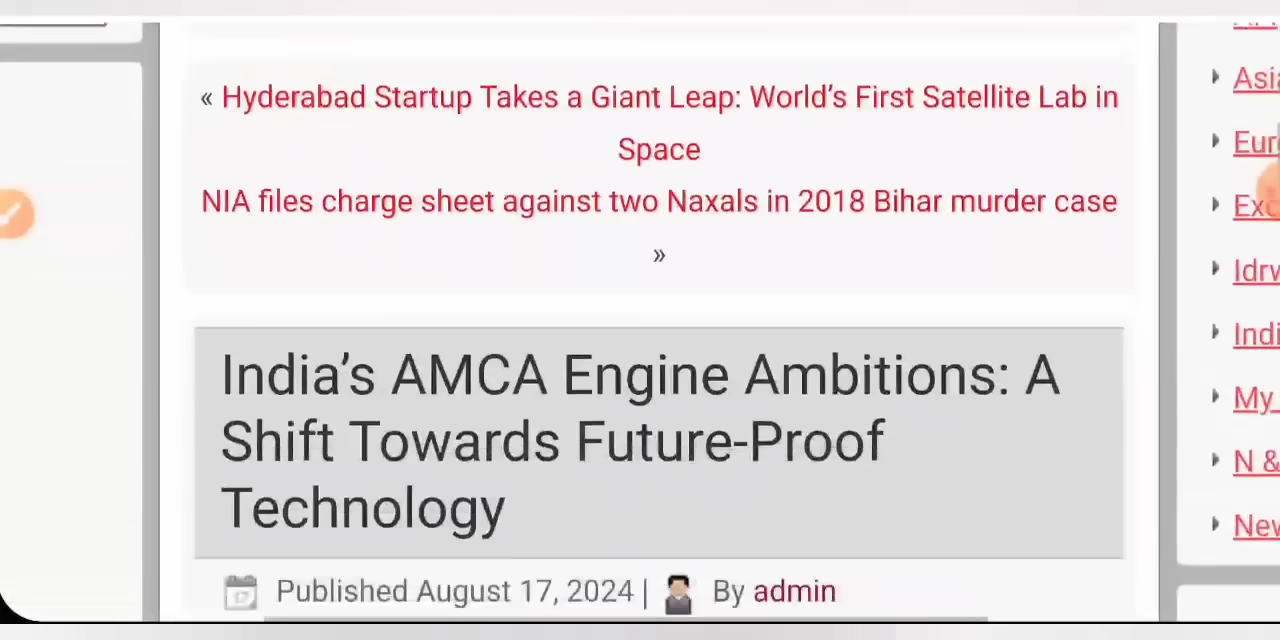 « Hyderabad Startup Takes a Giant Leap: World’s First Satellite Lab in
Space
NIA files charge sheet against two Naxals in 2018 Bihar murder case
»
India’s AMCA Engine Ambitions: A
Shift Towards Future-Proof
Technology
Published August 17, 2024 | By admin
Asia
Idrw
Indi
My
N &
New